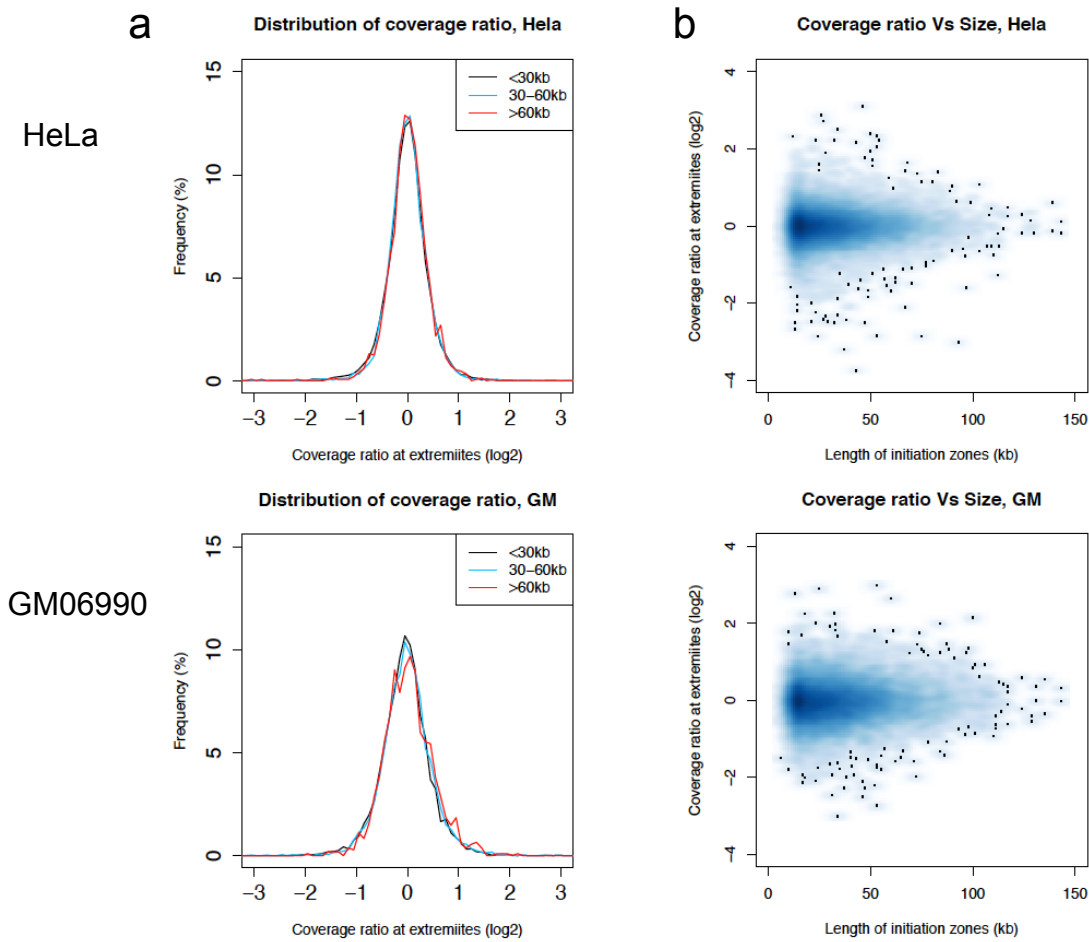 a
Distribution of coverage ratio, Hela
b
Coverage ratio Vs Size, Hela
HeLa
15
10
5
0
Frequency (%)
<30kb
30−60kb
>60kb
−3 −2 −1 0 1 2 3
Coverage ratio at extremiites (log2)
4
2
0
−2
−4
Coverage ratio at extremiites (log2)
0 50 100 150
Length of initiation zones (kb)
GM06990
Distribution of coverage ratio, GM
15
10
5
0
Frequency (%)
<30kb
30−60kb
>60kb
−3 −2 −1 0 1 2 3
Coverage ratio at extremiites (log2)
Coverage ratio Vs Size, GM
4
2
0
−2
−4
Coverage ratio at extremiites (log2)
0 50 100 150
Length of initiation zones (kb)